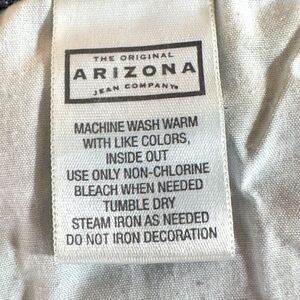 THE ORIGINAL
ARIZONA
JEAN COMPANY®
MACHINE WASH WARM
WITH LIKE COLORS,
INSIDE OUT
USE ONLY NON-CHLORINE
BLEACH WHEN NEEDED
TUMBLE DRY
STEAM IRON AS NEEDED
DO NOT IRON DECORATION